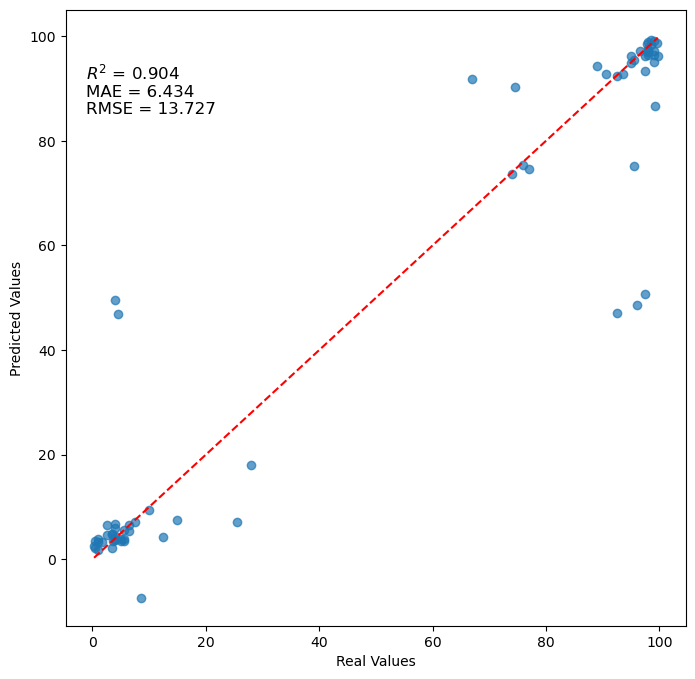 100
80
60
40
20
0
Predicted Values
R² = 0.904
MAE = 6.434
RMSE = 13.727
0 20 40 60 80 100
Real Values